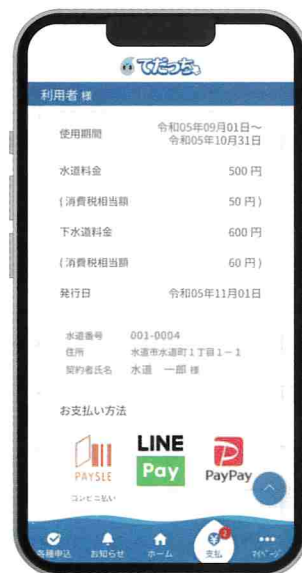 てだっち
利用者 様
使用期間 令和05年09月01日～
令和05年10月31日
水道料金 500 円
(消費税相当額 50 円)
下水道料金 600 円
(消費税相当額 60 円)
発行日 令和05年11月01日
水道番号 001-0004
住所 水道市水道町1丁目1-1
契約者氏名 水道 一郎 様
お支払い方法
PAYSLE
コンビニ払い
LINE
Pay
PayPay
各種申込 お知らせ ホーム 支払 マイページ